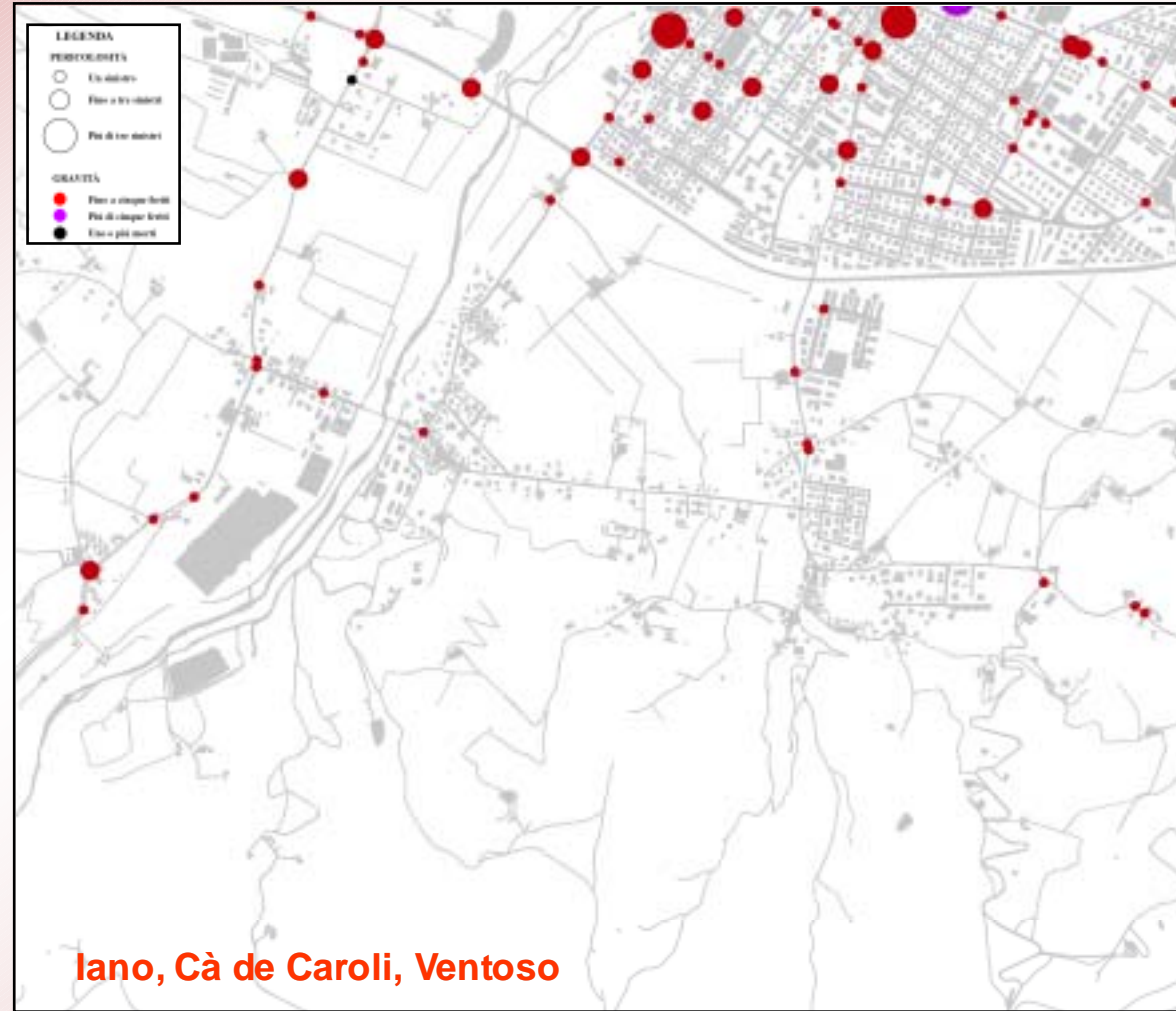 LEGENDA
PERICOLOSITÀ
Un sinistro
Fino a tre sinistri
Più di tre sinistri
GRAVITÀ
Fino a cinque feriti
Più di cinque feriti
Uno o più morti
Iano, Cà de Caroli, Ventoso